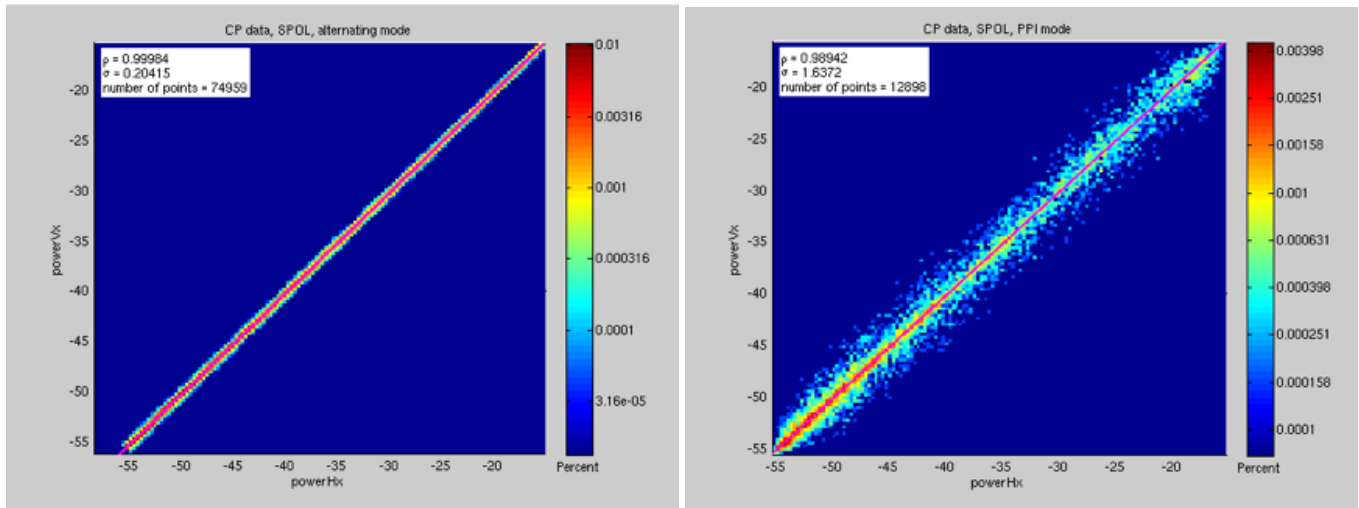 CP data, SPOL, alternating mode
ρ = 0.99984
σ = 0.20415
number of points = 74959
-20
-25
-30
-35
-40
-45
-50
-55
powerVx
-55 -50 -45 -40 -35 -30 -25 -20
powerHx
0.01
0.00316
0.001
0.000316
0.0001
3.16e-05
Percent
CP data, SPOL, PPI mode
ρ = 0.98942
σ = 1.6372
number of points = 12898
-20
-25
-30
-35
-40
-45
-50
-55
powerVx
-55 -50 -45 -40 -35 -30 -25 -20
powerHx
0.00398
0.00251
0.00158
0.001
0.000631
0.000398
0.000251
0.000158
0.0001
Percent